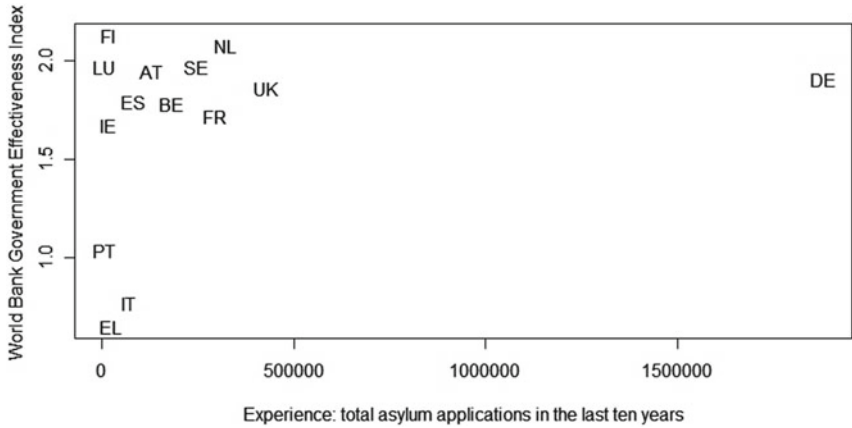 World Bank Government Effectiveness Index
2.0
1.5
1.0
FI
NL
LU
AT
SE
DE
UK
ES
BE
FR
IE
PT
IT
EL
0
500000
1000000
1500000
Experience: total asylum applications in the last ten years